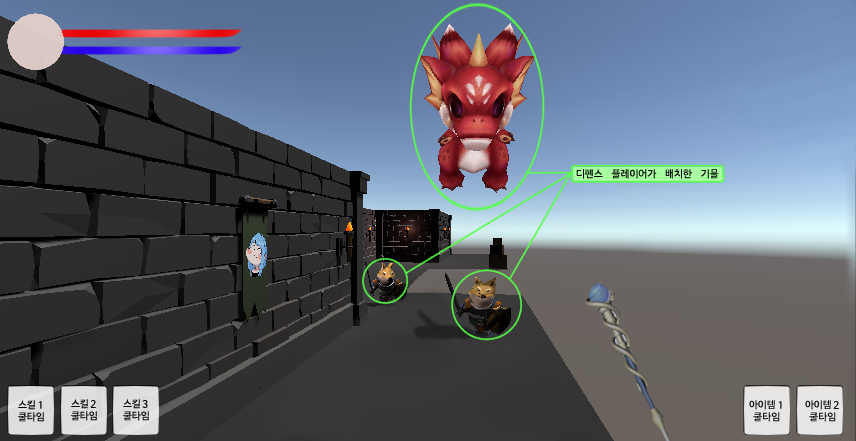 디펜스 플레이어가 배치한 기물
스킬 1
쿨타임
스킬 2
쿨타임
스킬 3
쿨타임
아이템 1
쿨타임
아이템 2
쿨타임